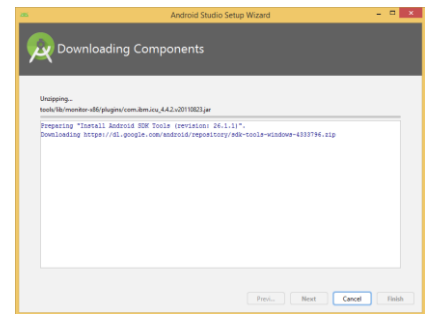 Android Studio Setup Wizard
Downloading Components
Unzipping...
tools/lib/monitor-x86/plugins/com.ibm.icu_4.4.2.v20110823.jar
Preparing "Install Android SDK Tools (revision: 26.1.1)".
Downloading https://dl.google.com/android/repository/sdk-tools-windows-4333796.zip
Previ...
Next
Cancel
Finish